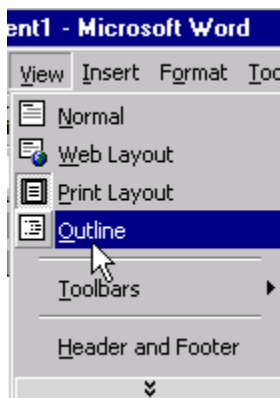 ent1 - Microsoft Word
View Insert Format Too
Normal
Web Layout
Print Layout
Outline
Toolbars
Header and Footer